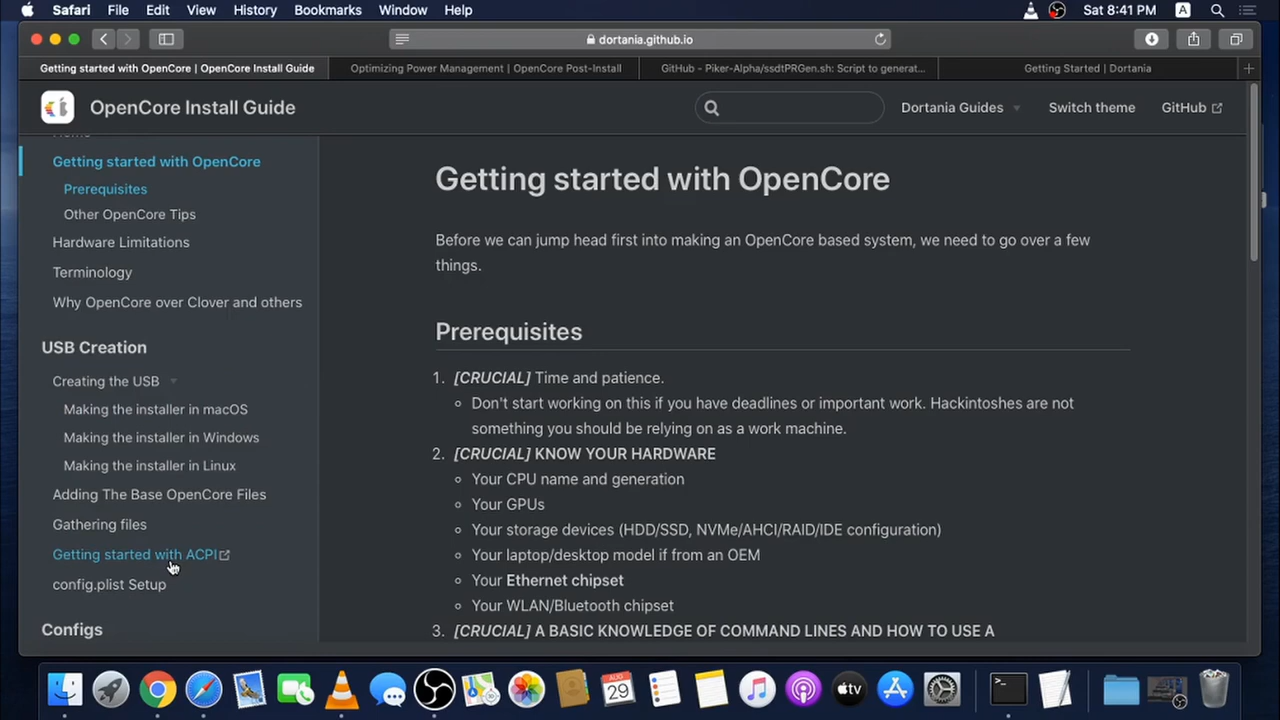 Safari File Edit View History Bookmarks Window Help Sat 8:41 PM A
dortania.github.io
Getting started with OpenCore | OpenCore Install Guide
Optimizing Power Management | OpenCore Post-Install
GitHub - Piker-Alpha/ssdtPRGen.sh: Script to generat...
Getting Started | Dortania
OpenCore Install Guide
Dortania Guides
Switch theme
GitHub
Getting started with OpenCore
Prerequisites
Other OpenCore Tips
Hardware Limitations
Terminology
Why OpenCore over Clover and others
USB Creation
Creating the USB
Making the installer in macOS
Making the installer in Windows
Making the installer in Linux
Adding The Base OpenCore Files
Gathering files
Getting started with ACPI
config.plist Setup
Configs
Getting started with OpenCore
Before we can jump head first into making an OpenCore based system, we need to go over a few
things.
Prerequisites
1. [CRUCIAL] Time and patience.
Don't start working on this if you have deadlines or important work. Hackintoshes are not
something you should be relying on as a work machine.
2. [CRUCIAL] KNOW YOUR HARDWARE
Your CPU name and generation
Your GPUs
Your storage devices (HDD/SSD, NVMe/AHCI/RAID/IDE configuration)
Your laptop/desktop model if from an OEM
Your Ethernet chipset
Your WLAN/Bluetooth chipset
3. [CRUCIAL] A BASIC KNOWLEDGE OF COMMAND LINES AND HOW TO USE A
AUG
29
tv